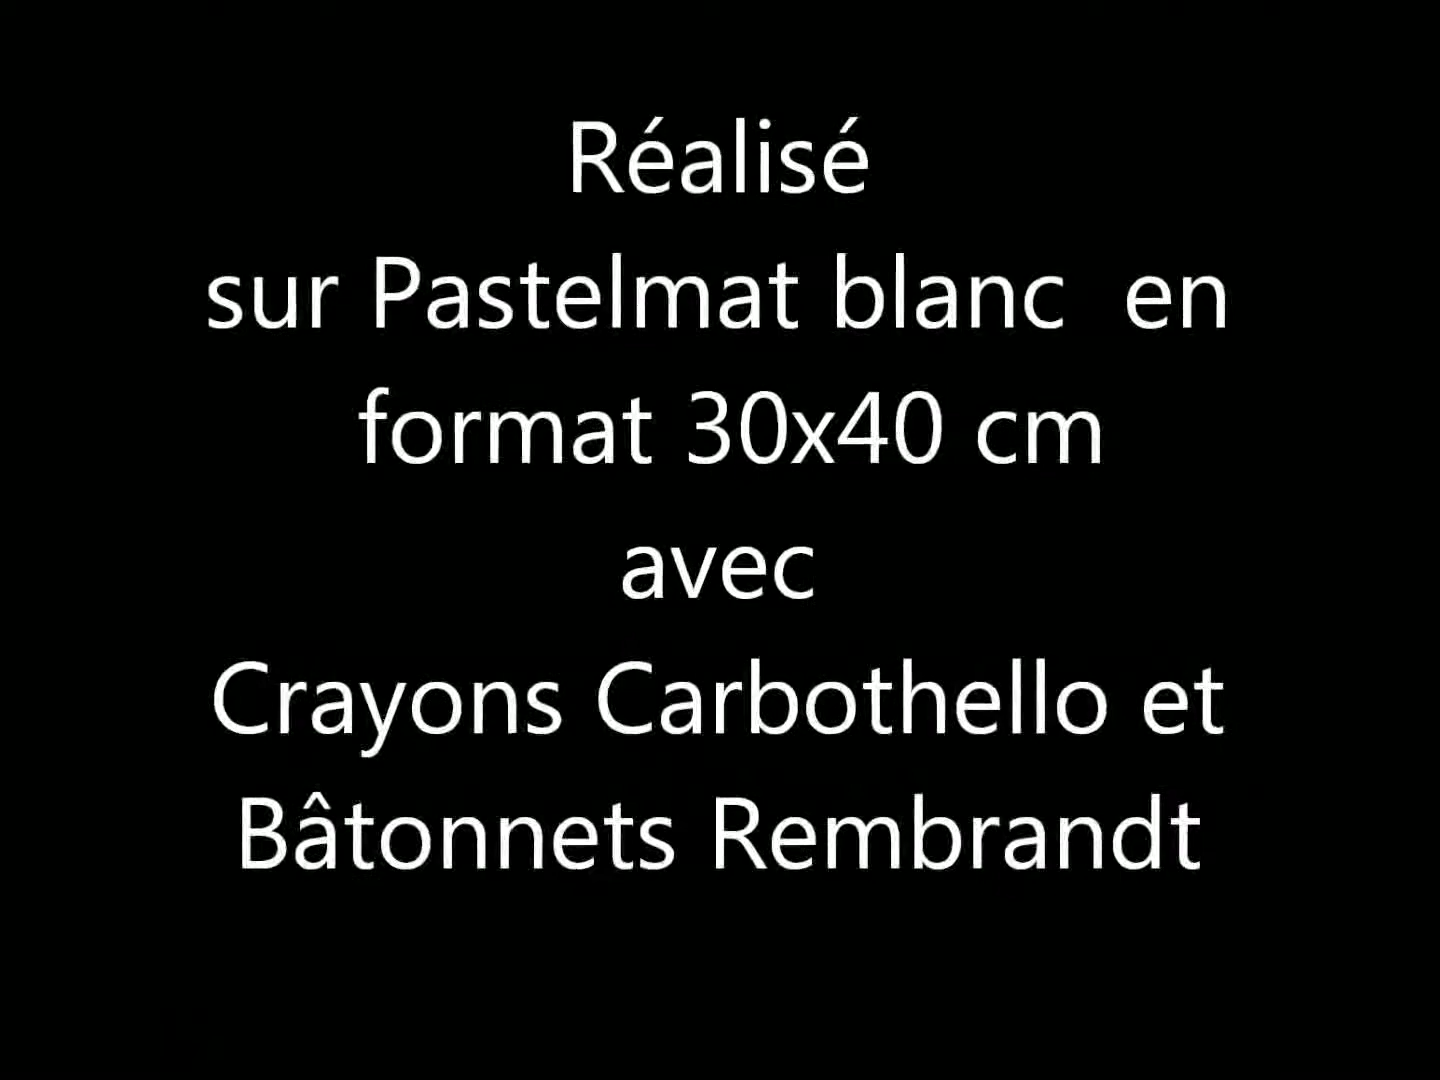 Réalisé
sur Pastelmat blanc  en
format 30x40 cm
avec
Crayons Carbothello et
Bâtonnets Rembrandt